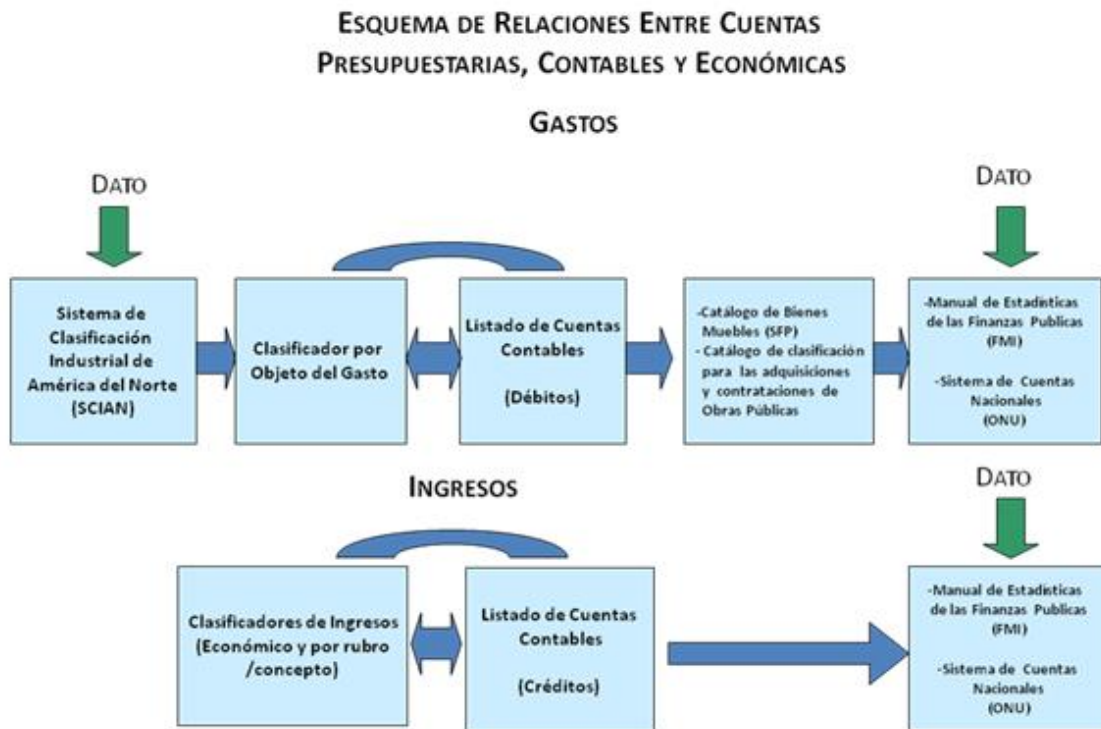 ESQUEMA DE RELACIONES ENTRE CUENTAS
PRESUPUESTARIAS, CONTABLES Y ECONÓMICAS
GASTOS
DATO
DATO
Sistema de
Clasificación
Industrial de
América del Norte
(SCIAN)
Clasificador por
Objeto del Gasto
Listado de Cuentas
Contables
(Débitos)
-Catálogo de Bienes
Muebles (SFP)
- Catálogo de clasificación
para las adquisiciones
y contrataciones de
Obras Públicas
-Manual de Estadísticas
de las Finanzas Publicas
(FMI)
-Sistema de Cuentas
Nacionales
(ONU)
INGRESOS
DATO
Clasificadores de Ingresos
(Económico y por rubro
/concepto)
Listado de Cuentas
Contables
(Créditos)
-Manual de Estadísticas
de las Finanzas Publicas
(FMI)
-Sistema de Cuentas
Nacionales
(ONU)